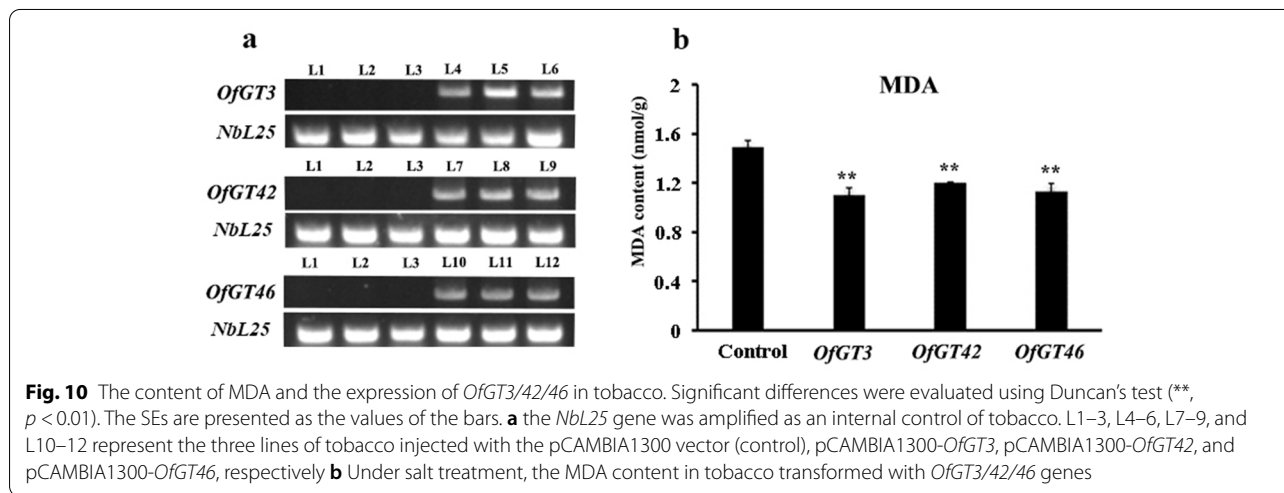 a
L1 L2 L3 L4 L5 L6
OfGT3
NbL25
L1 L2 L3 L7 L8 L9
OfGT42
NbL25
L1 L2 L3 L10 L11 L12
OfGT46
NbL25
b
MDA
MDA content (nmol/g)
2
1.6
1.2
0.8
0.4
0
** ** **
Control OfGT3 OfGT42 OfGT46
Fig. 10 The content of MDA and the expression of OfGT3/42/46 in tobacco. Significant differences were evaluated using Duncan's test (**,
p < 0.01). The SEs are presented as the values of the bars. a the NbL25 gene was amplified as an internal control of tobacco. L1–3, L4–6, L7–9, and
L10–12 represent the three lines of tobacco injected with the pCAMBIA1300 vector (control), pCAMBIA1300-OfGT3, pCAMBIA1300-OfGT42, and
pCAMBIA1300-OfGT46, respectively b Under salt treatment, the MDA content in tobacco transformed with OfGT3/42/46 genes